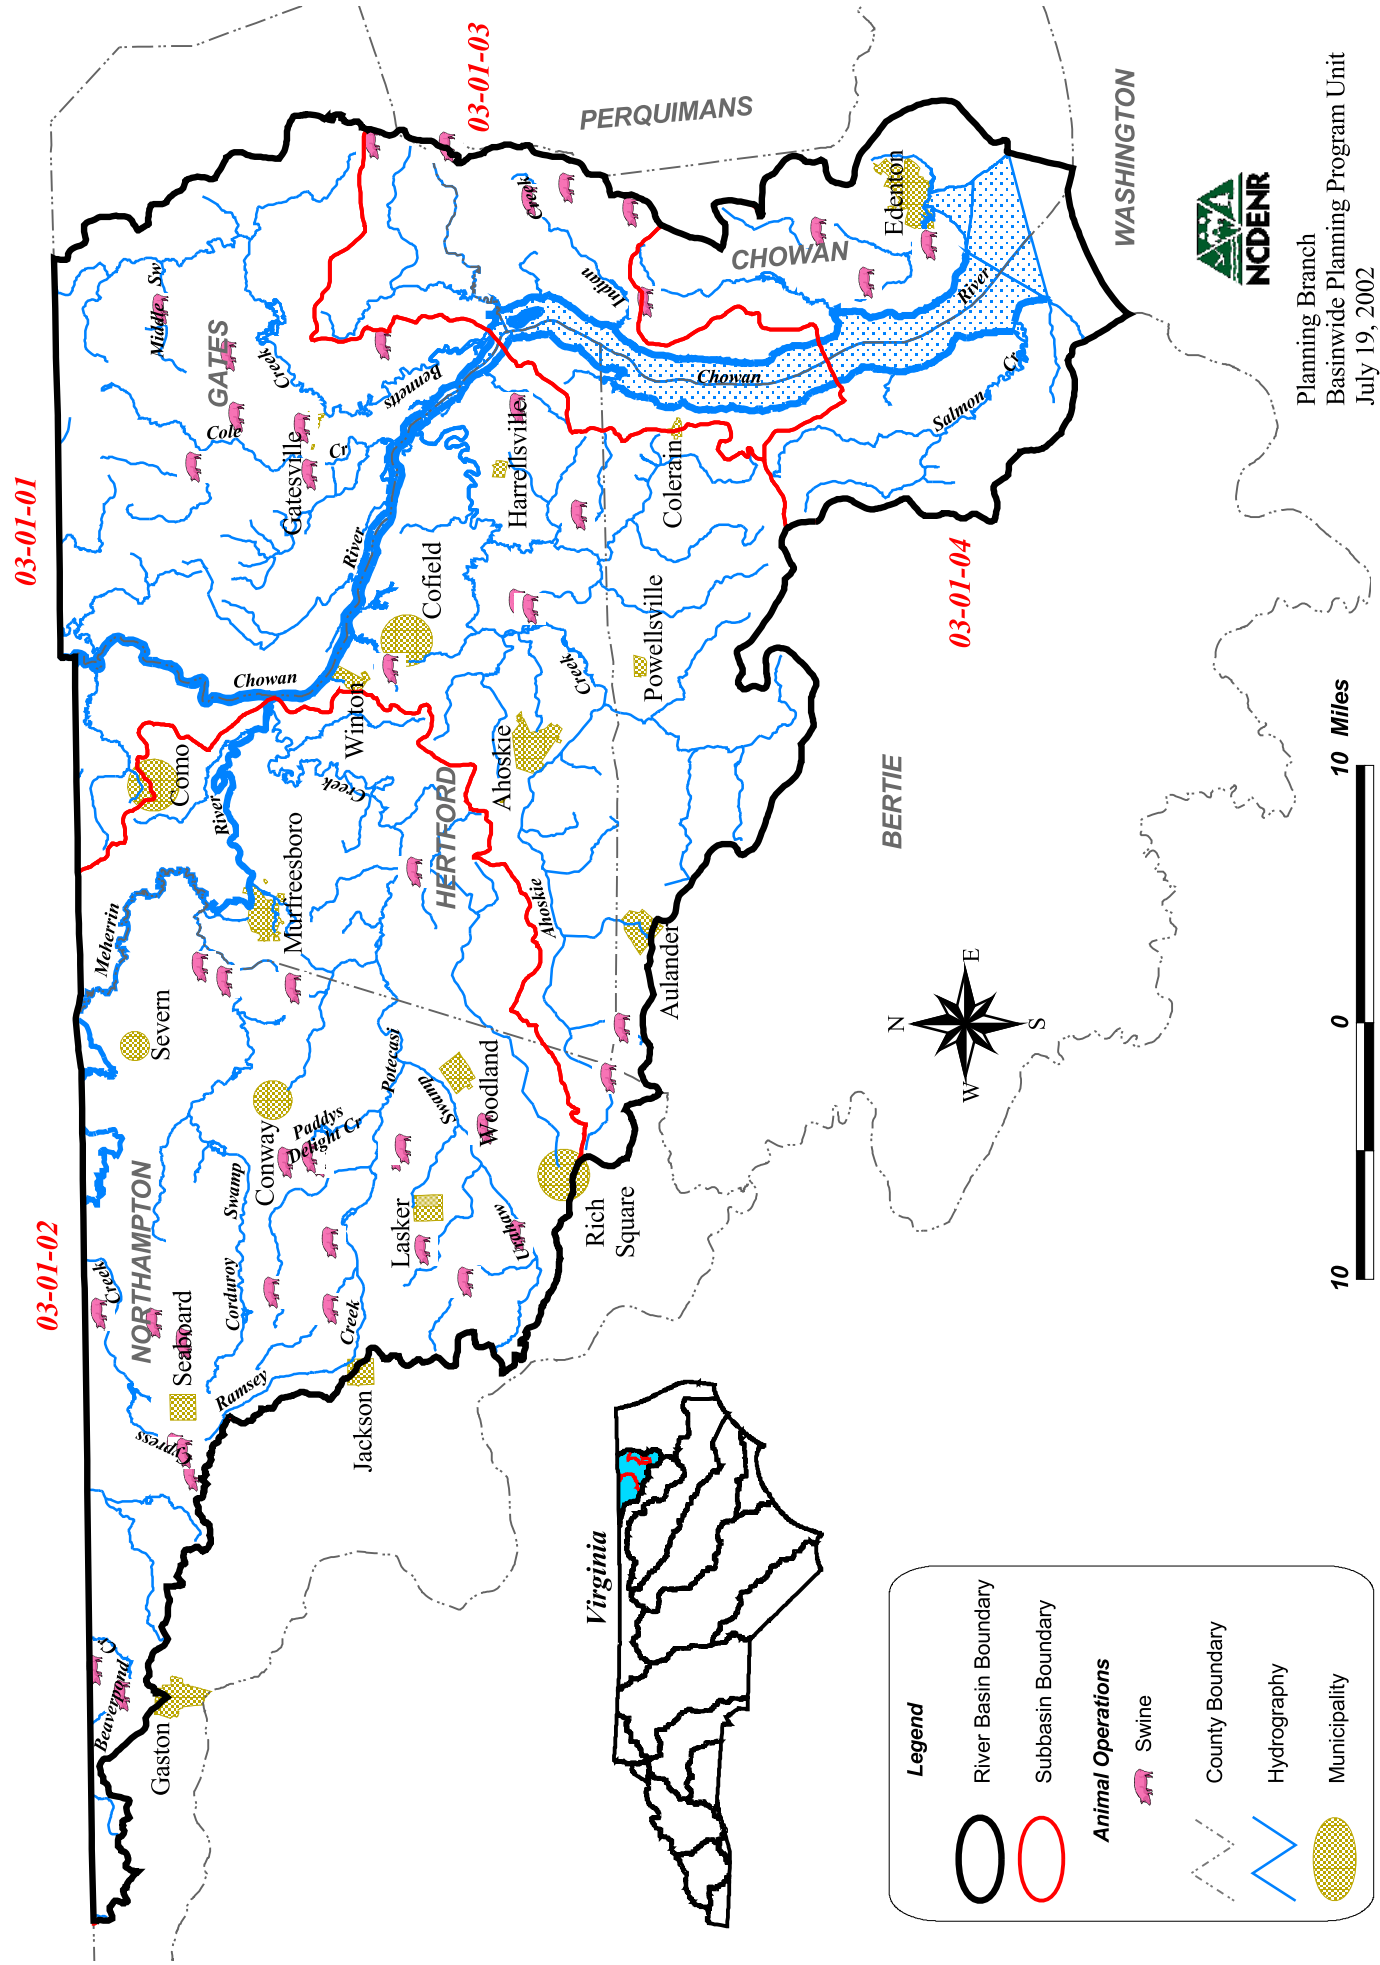 03-01-01
03-01-02
03-01-03
03-01-04
NORTHAMPTON
HERTFORD
GATES
CHOWAN
PERQUIMANS
WASHINGTON
BERTIE
Gaston
Seaboard
Jackson
Conway
Severn
Lasker
Woodland
Rich
Square
Murfreesboro
Como
Winton
Cofield
Ahoskie
Aulander
Powellsville
Colerain
Harrellsville
Gatesville
Edenton
Beaverpond
Cr
Cypress
Creek
Ramsey
Creek
Corduroy
Swamp
Paddys
Delight Cr
Potecasi
Creek
Urahaw
Swamp
Meherrin
River
Chowan
River
Ahoskie
Creek
Cole
Cr
Bennetts
Creek
Middle
Sw
Indian
Creek
Chowan
River
Salmon
Cr
N
E
S
W
10
0
10
Miles
Virginia
Legend
River Basin Boundary
Subbasin Boundary
Animal Operations
Swine
County Boundary
Hydrography
Municipality
NCDENR
Planning Branch
Basinwide Planning Program Unit
July 19, 2002